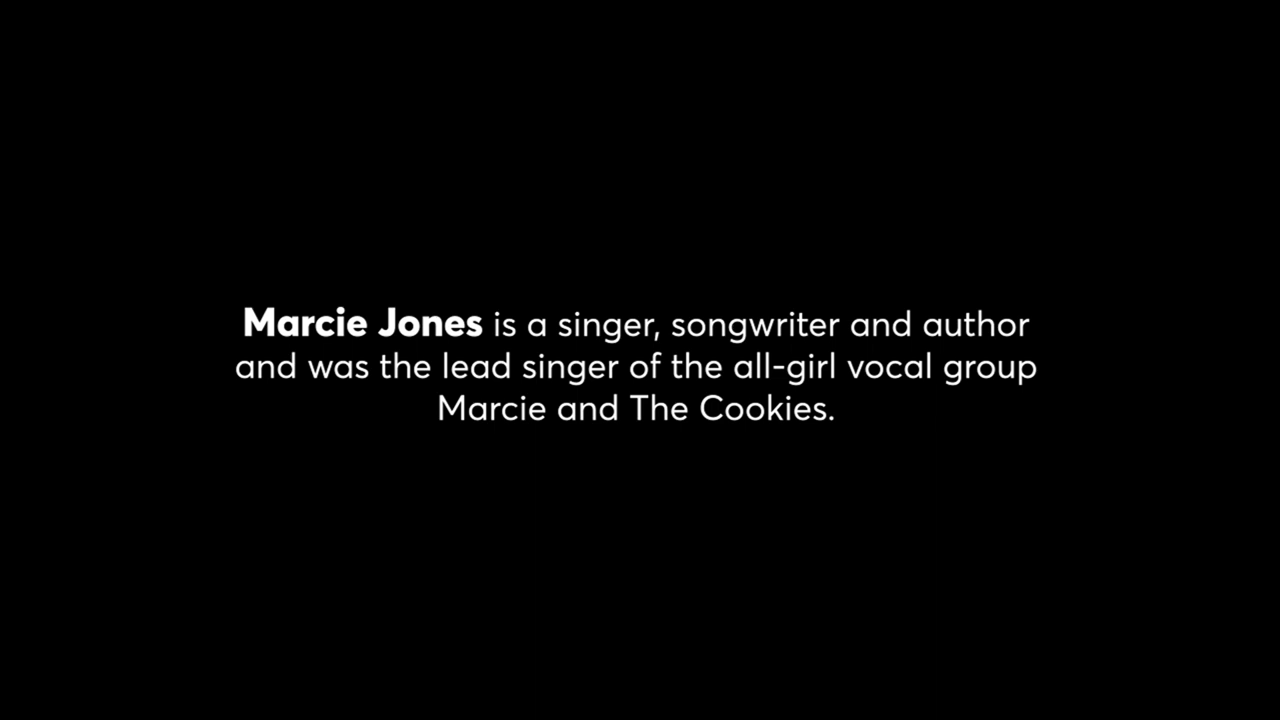 Marcie Jones is a singer, songwriter and author
and was the lead singer of the all-girl vocal group
Marcie and The Cookies.